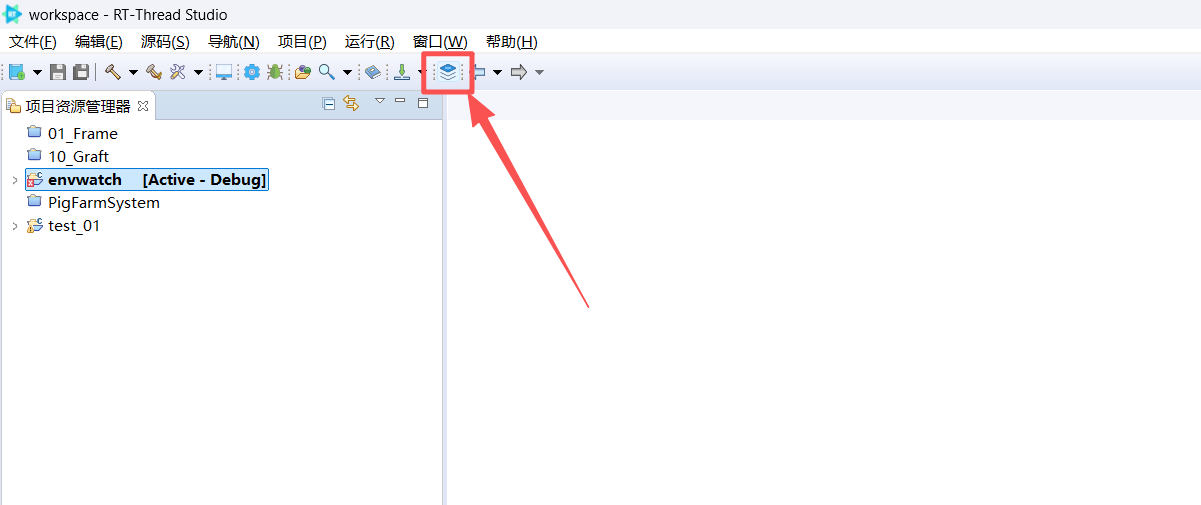 workspace - RT-Thread Studio
文件(F) 编辑(E) 源码(S) 导航(N) 项目(P) 运行(R) 窗口(W) 帮助(H)
项目资源管理器
01_Frame
10_Graft
envwatch [Active - Debug]
PigFarmSystem
test_01